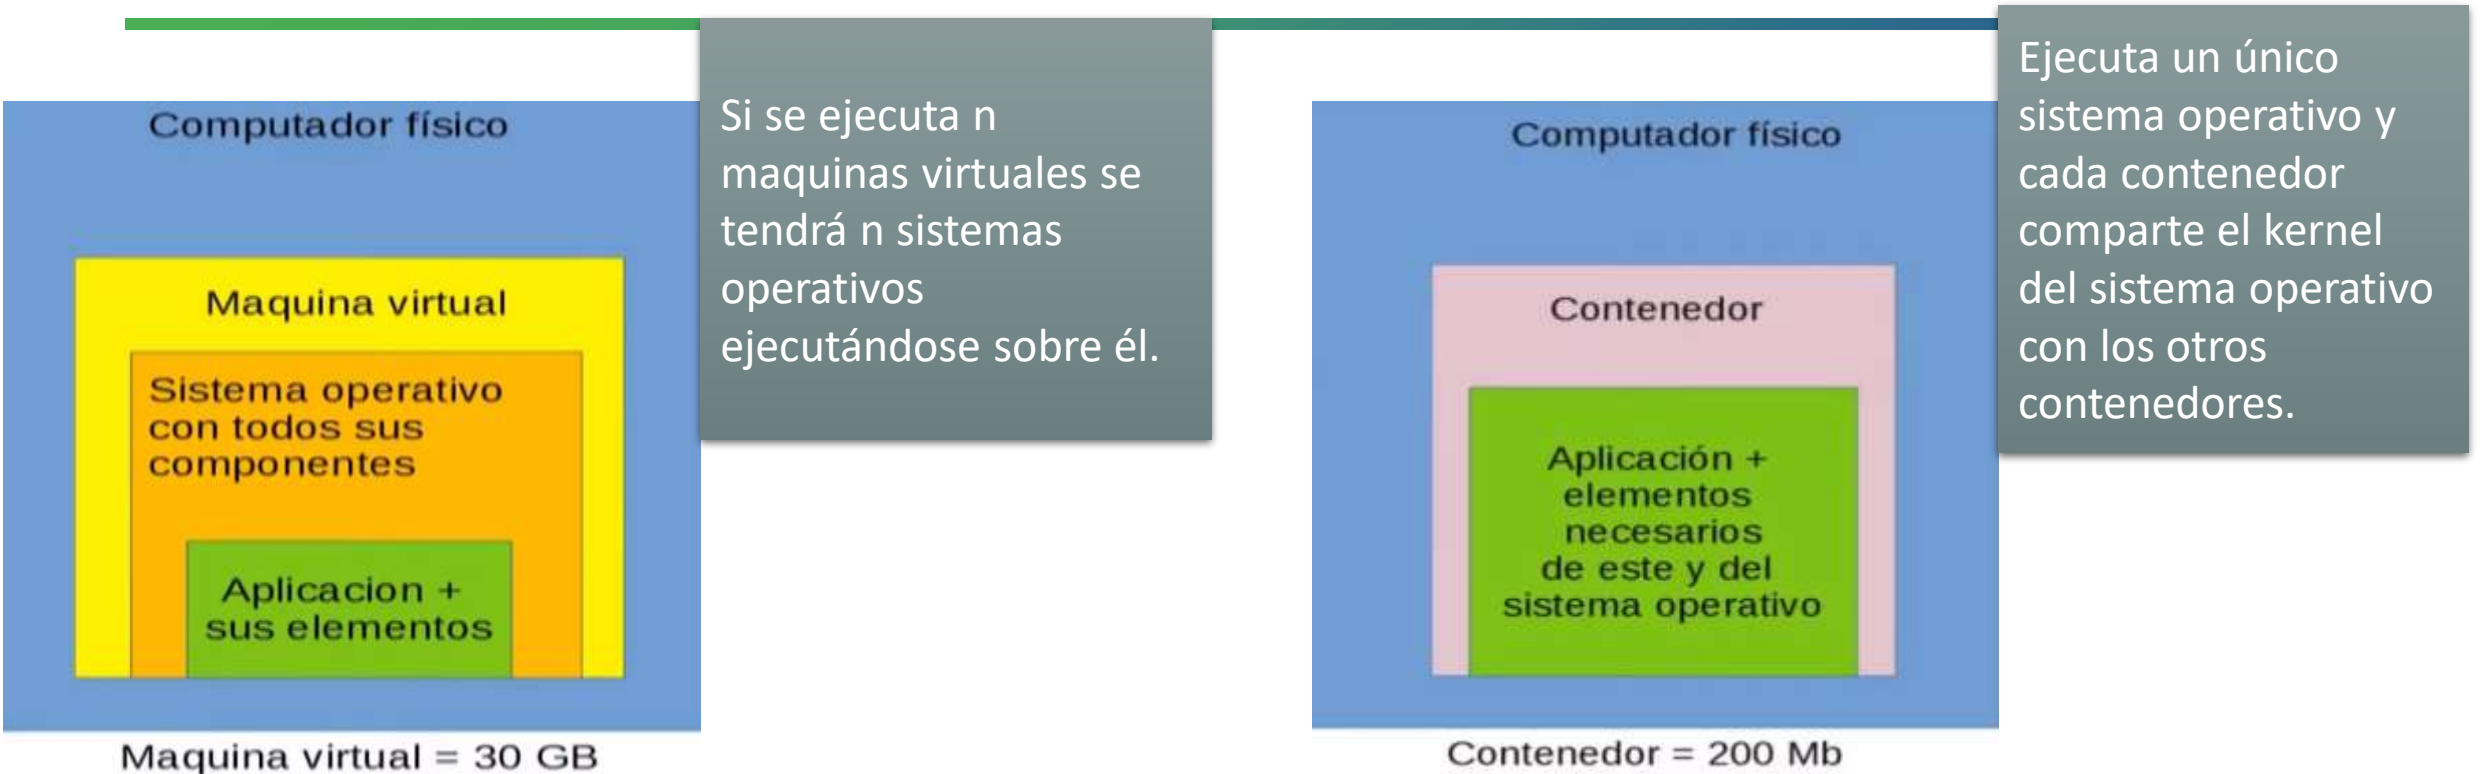 Computador físico
Maquina virtual
Sistema operativo
con todos sus
componentes
Aplicacion +
sus elementos
Maquina virtual = 30 GB
Si se ejecuta n
maquinas virtuales se
tendrá n sistemas
operativos
ejecutándose sobre él.
Computador físico
Contenedor
Aplicación +
elementos
necesarios
de este y del
sistema operativo
Contenedor = 200 Mb
Ejecuta un único
sistema operativo y
cada contenedor
comparte el kernel
del sistema operativo
con los otros
contenedores.